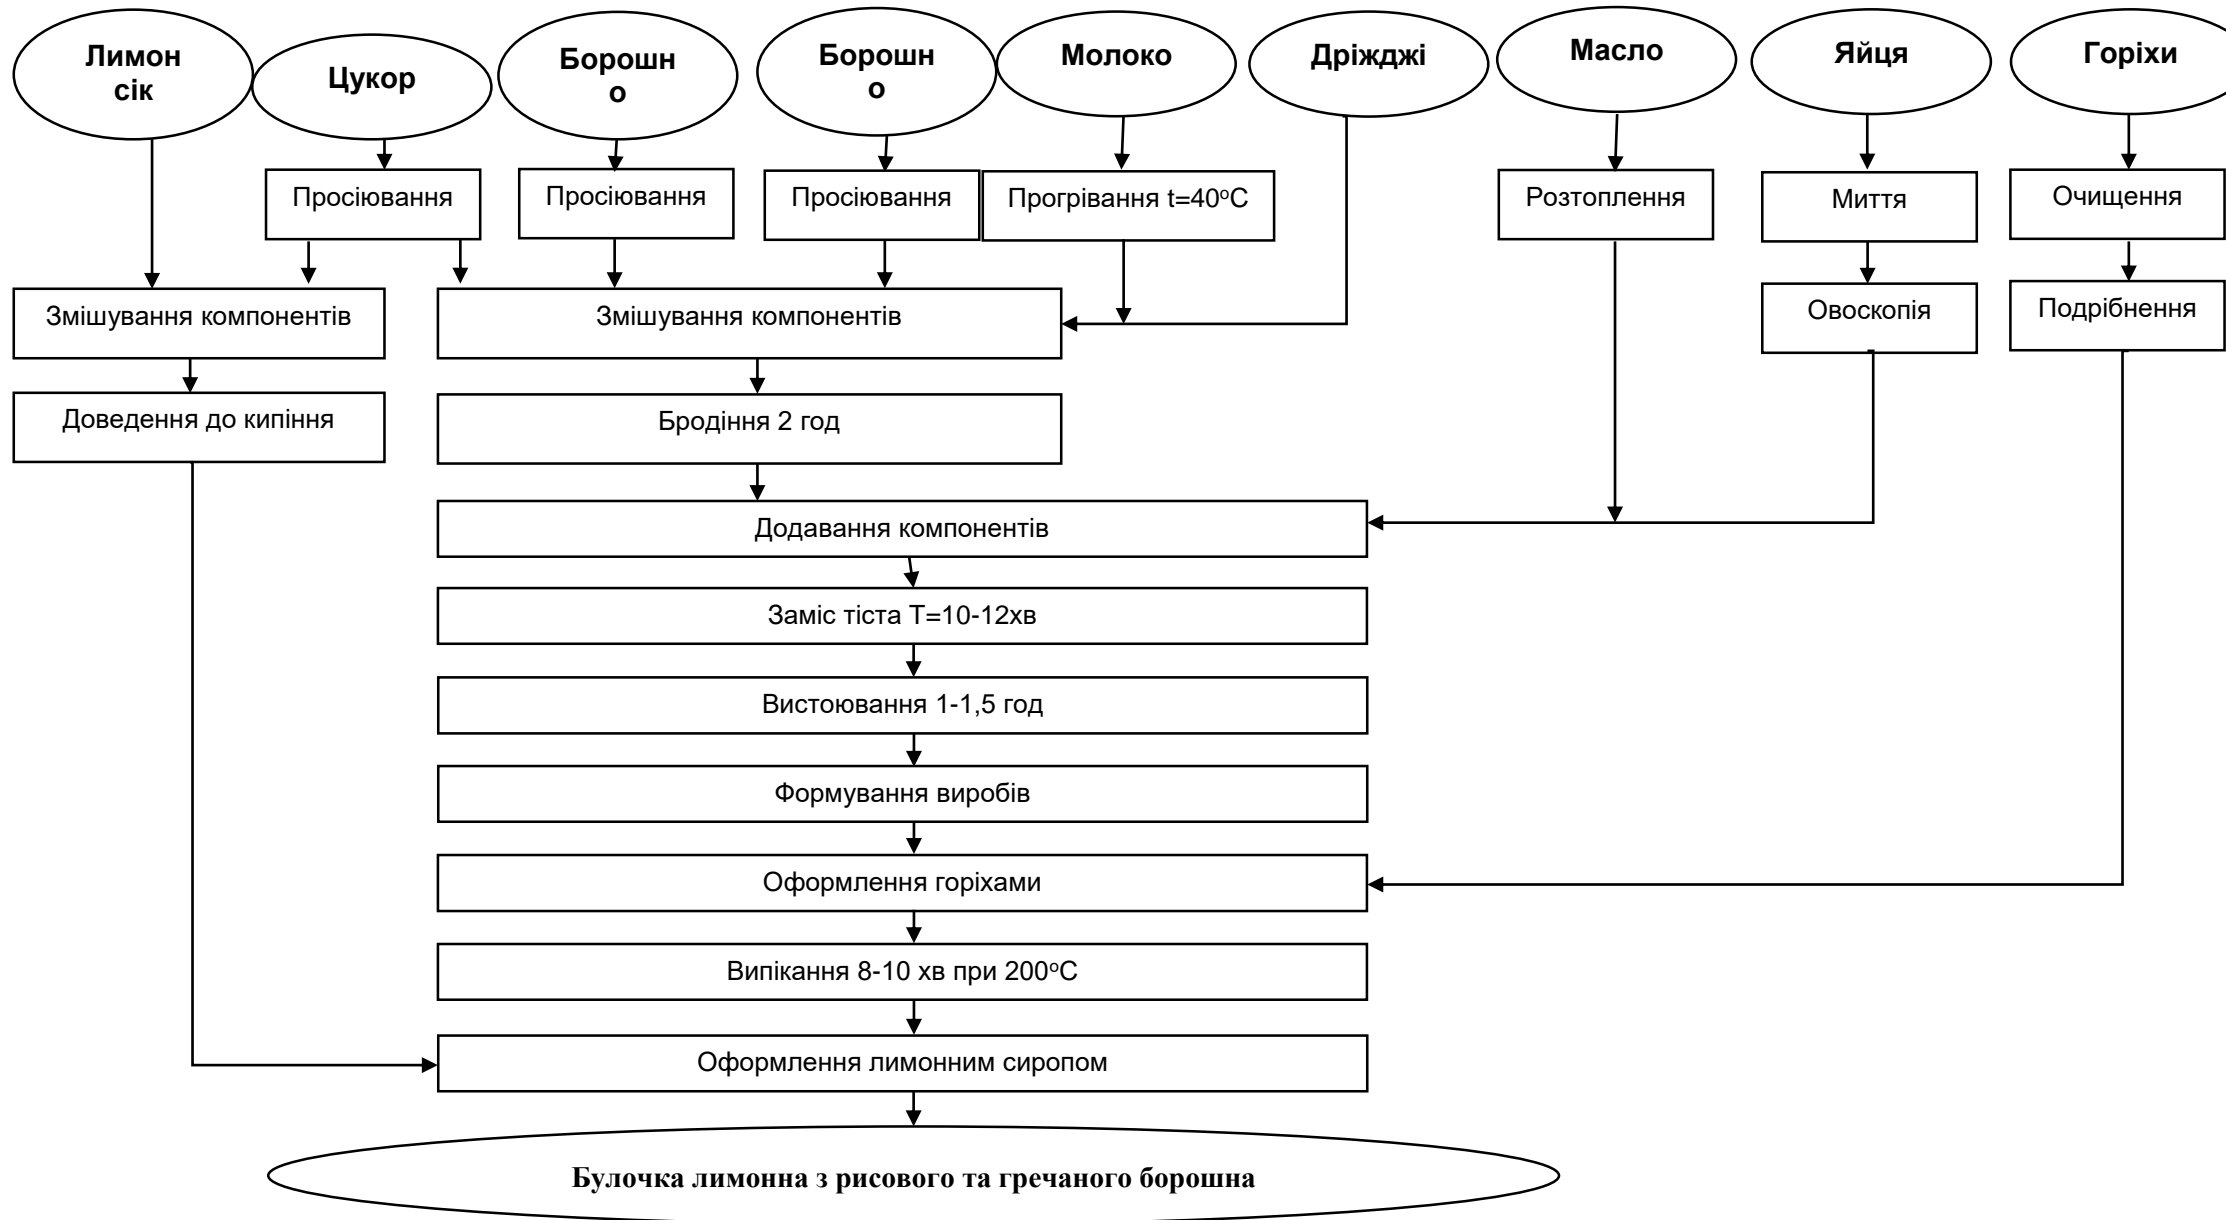 Лимон
сік
Цукор
Борошн
о
Борошн
о
Молоко
Дріжджі
Масло
Яйця
Горіхи
Просіювання
Просіювання
Просіювання
Прогрівання t=40°C
Розтоплення
Миття
Очищення
Змішування компонентів
Змішування компонентів
Овоскопія
Подрібнення
Доведення до кипіння
Бродіння 2 год
Додавання компонентів
Заміс тіста Т=10-12хв
Вистоювання 1-1,5 год
Формування виробів
Оформлення горіхами
Випікання 8-10 хв при 200°С
Оформлення лимонним сиропом
Булочка лимонна з рисового та гречаного борошна